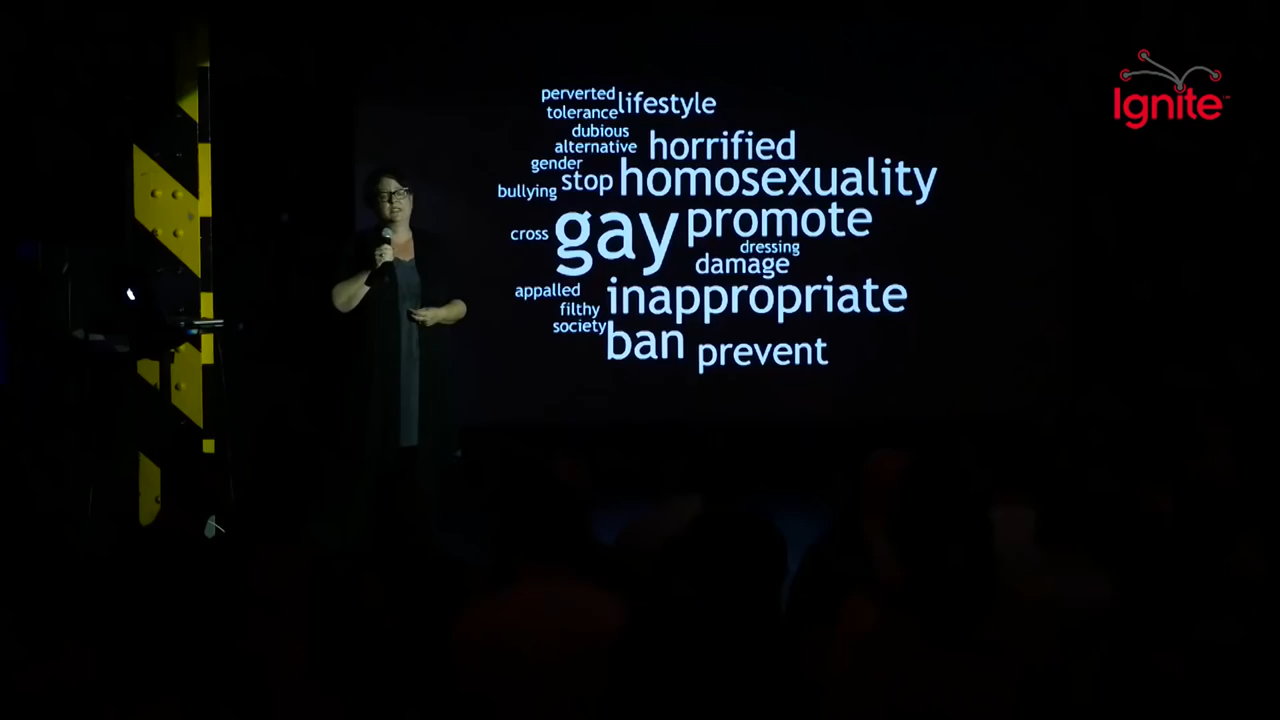 perverted
lifestyle
tolerance
dubious
alternative
horrified
gender
stop
homosexuality
bullying
gay
promote
cross
dressing
damage
appalled
inappropriate
filthy
society
ban
prevent
Ignite